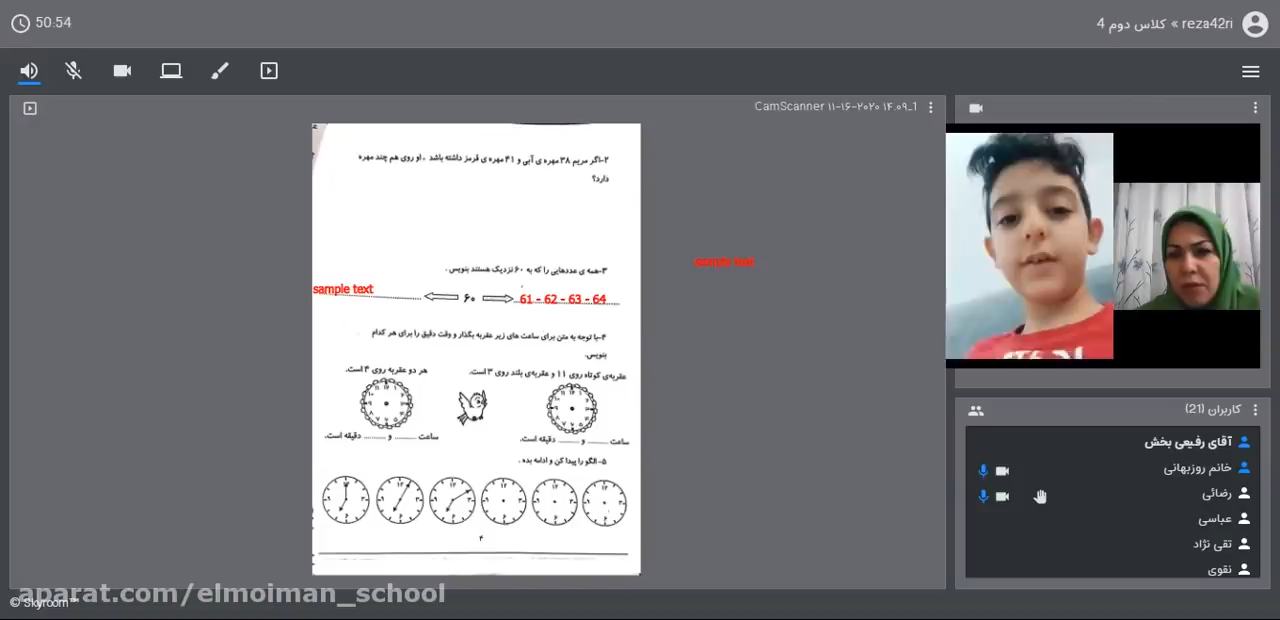 50:54
reza42ri » کلاس دوم 4
CamScanner ۱۱-۱۶-۲۰۲۰ ۱۴.۰۹_1
۲-اگر مریم ۳۸ مهره ی آبی و ۴۱ مهره ی قرمز داشته باشد ، او روی هم چند مهره
دارد؟
sample text
۳-همه ی عددهایی را که به ۶۰ نزدیک هستند بنویس .
sample text
۶۰
61 - 62 - 63 - 64
۴-با توجه به متن برای ساعت های زیر عقربه بگذار و وقت دقیق را برای هر کدام
بنویس.
عقربه‌ی کوتاه روی ۱۱ و عقربه‌ی بلند روی ۳ است.
هر دو عقربه روی ۴ است.
ساعت ........ و ........ دقیقه است.
ساعت ........ و ........ دقیقه است.
۵-الگو را پیدا کن و ادامه بده .
۴
کاربران (21)
آقای رفیعی بخش
خانم روزبهانی
رضائی
عباسی
تقی نژاد
نقوی
aparat.com/elmoiman_school
© Skyroom™